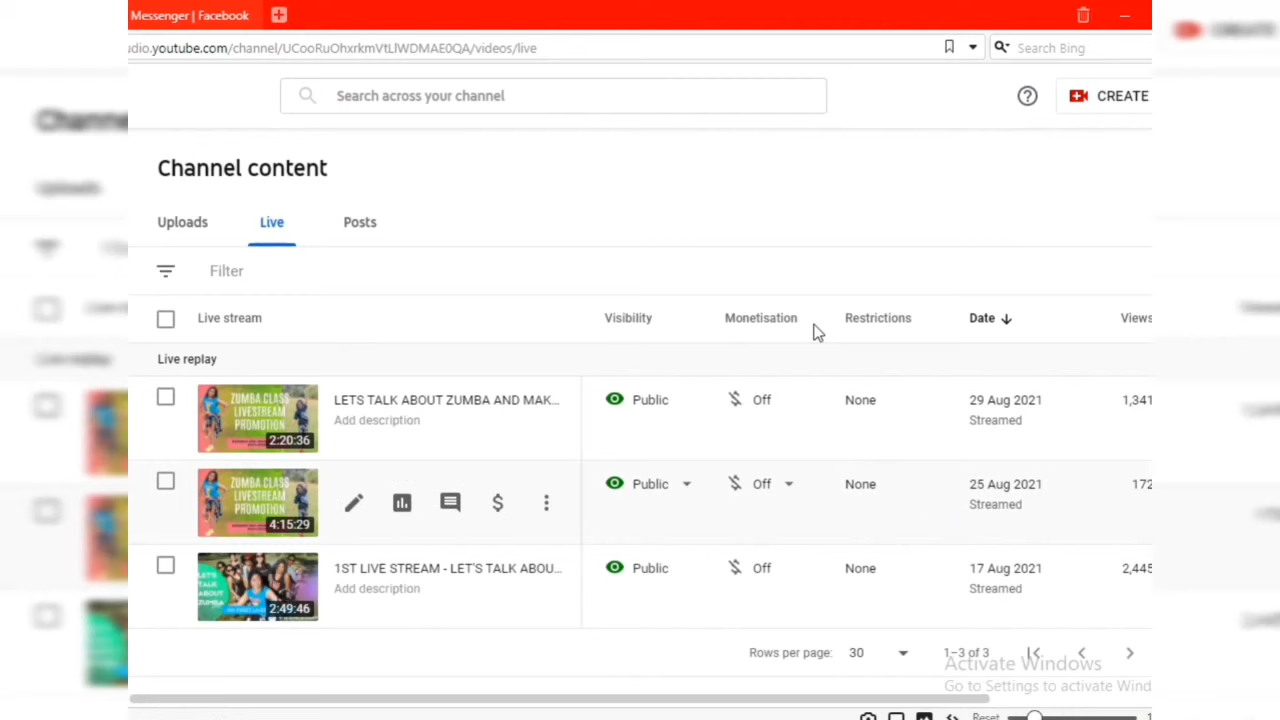 Messenger | Facebook
dio.youtube.com/channel/UCooRuOhxrkmVtLlWDMAE0QA/videos/live
Search Bing
Search across your channel
CREATE
Channel content
Uploads Live Posts
Filter
Live stream Visibility Monetisation Restrictions Date Views
Live replay
ZUMBA CLASS LIVESTREAM PROMOTION
2:20:36
LETS TALK ABOUT ZUMBA AND MAK... Public Off None 29 Aug 2021 1,341
Add description Streamed
ZUMBA CLASS LIVESTREAM PROMOTION
4:15:29
Public Off None 25 Aug 2021 172
Streamed
LET'S TALK ABOUT ZUMBA
2:49:46
1ST LIVE STREAM - LET'S TALK ABOU... Public Off None 17 Aug 2021 2,445
Add description Streamed
Rows per page: 30 1–3 of 3
Activate Windows
Go to Settings to activate Wind
Reset